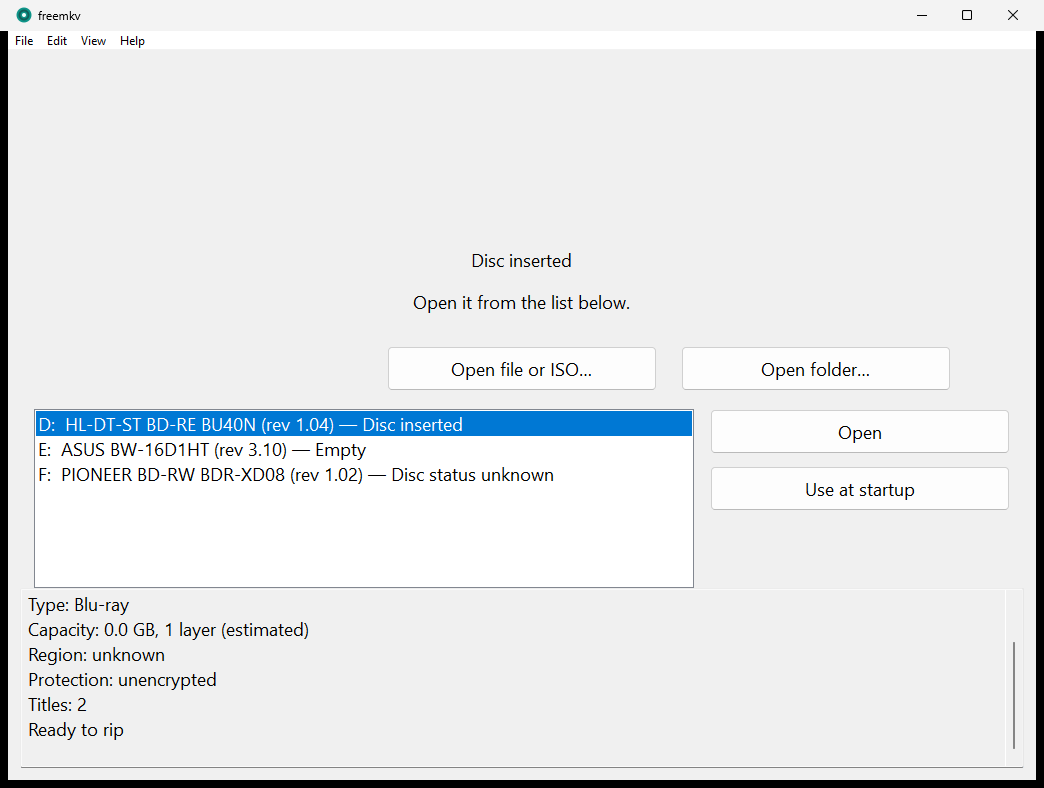 freemkv
File Edit View Help
Disc inserted
Open it from the list below.
Open file or ISO...
Open folder...
D: HL-DT-ST BD-RE BU40N (rev 1.04) — Disc inserted
E: ASUS BW-16D1HT (rev 3.10) — Empty
F: PIONEER BD-RW BDR-XD08 (rev 1.02) — Disc status unknown
Open
Use at startup
Type: Blu-ray
Capacity: 0.0 GB, 1 layer (estimated)
Region: unknown
Protection: unencrypted
Titles: 2
Ready to rip